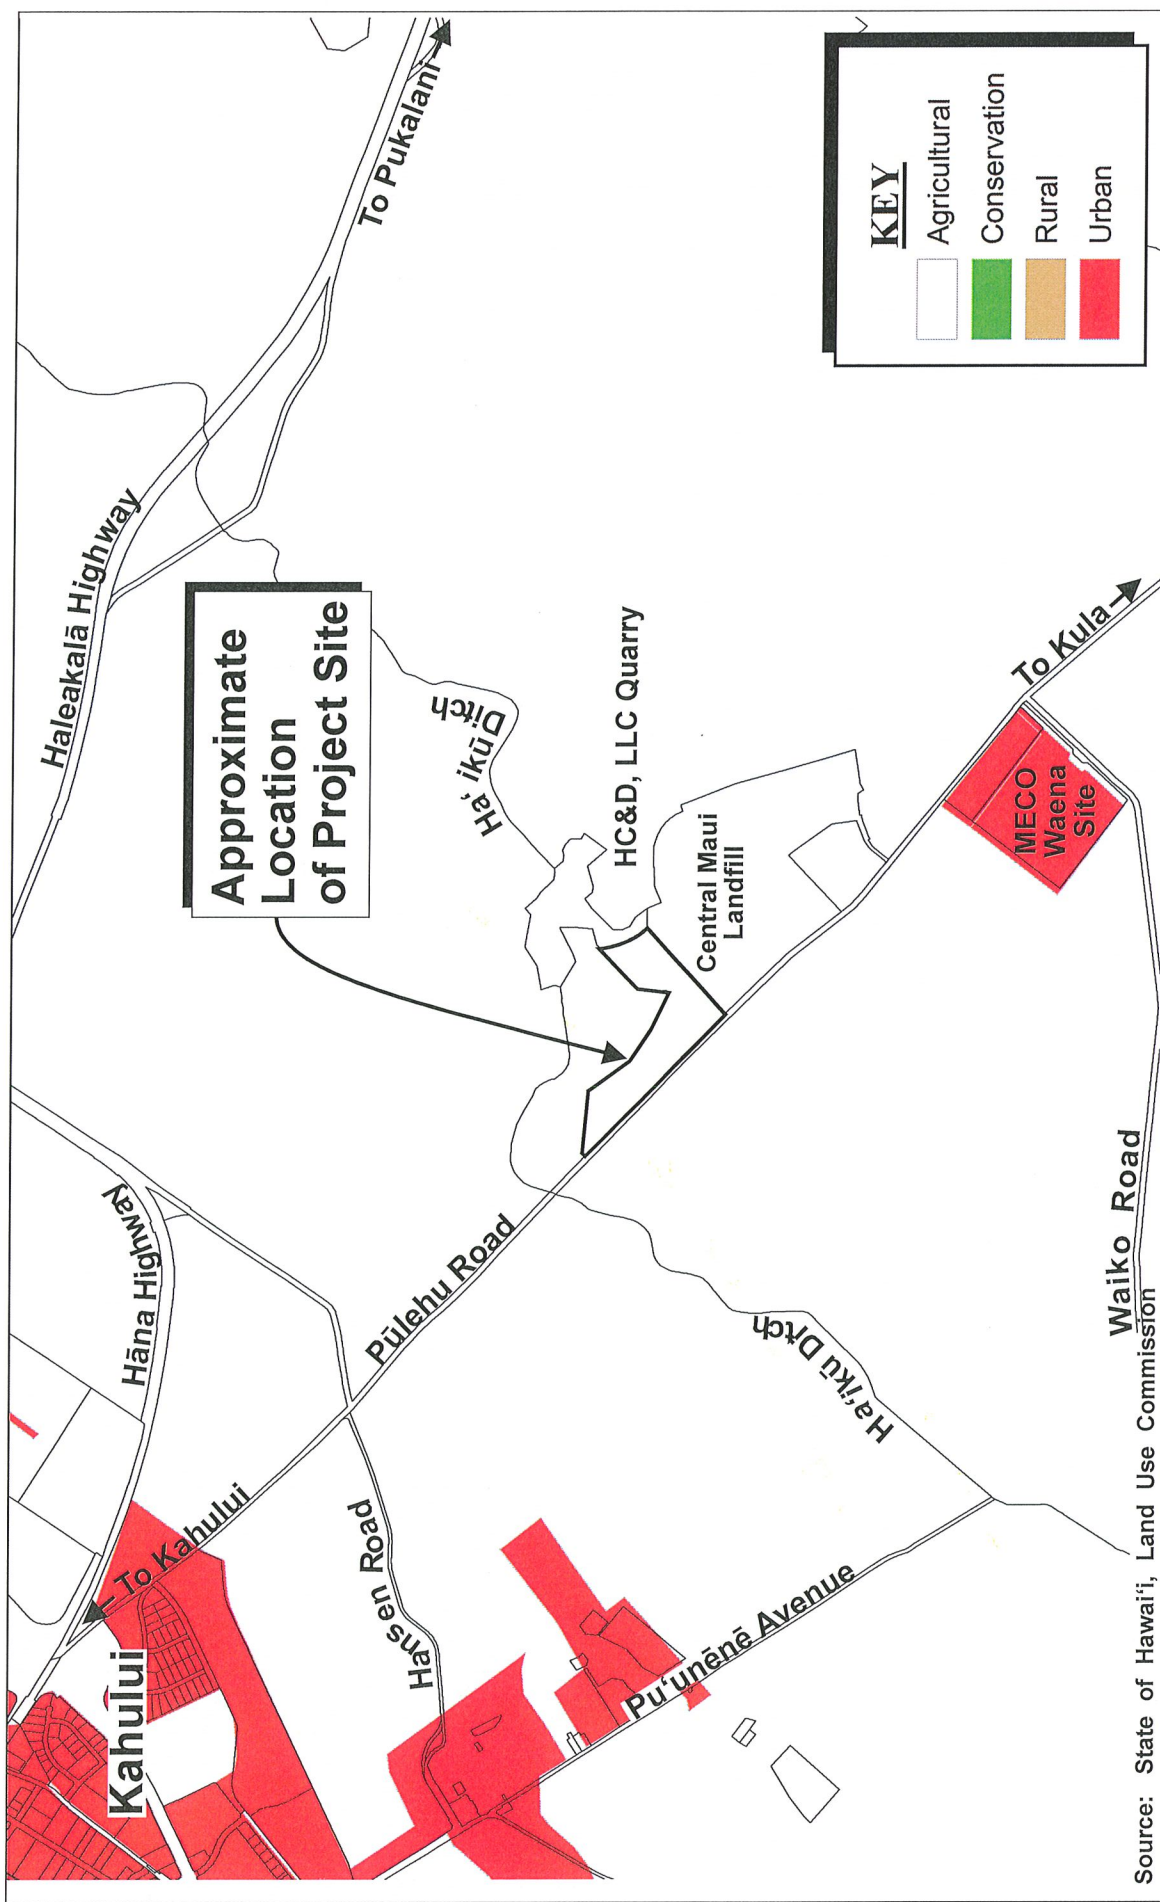 Haleakalā Highway
To Pukalani
Hāna Highway
Approximate
Location
of Project Site
Ha‘ikū Ditch
HC&D, LLC Quarry
Central Maui
Landfill
Kahului
To Kahului
Pūlehu Road
Hansen Road
Pu‘unēnē Avenue
Ha‘ikū Ditch
To Kula
MECO
Waena
Site
Waiko Road
KEY
Agricultural
Conservation
Rural
Urban
Source: State of Hawai‘i, Land Use Commission